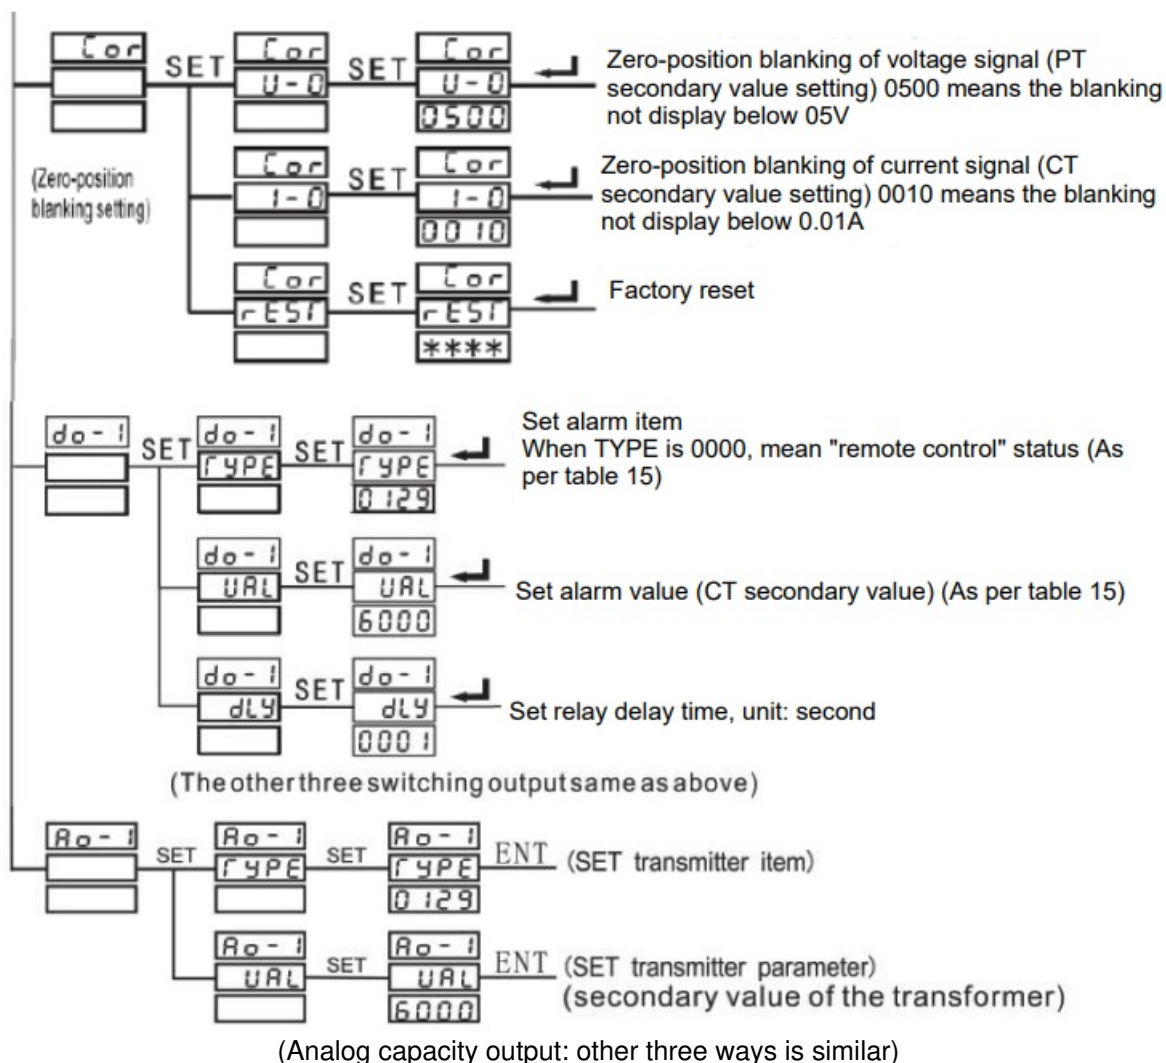 Cor SET Cor SET Cor
U-0 U-0
0500
Zero-position blanking of voltage signal (PT
secondary value setting) 0500 means the blanking
not display below 05V
(Zero-position
blanking setting)
Cor SET Cor
I-0 I-0
0010
Zero-position blanking of current signal (CT
secondary value setting) 0010 means the blanking
not display below 0.01A
Cor SET Cor
rEST rEST
****
Factory reset
do-1 SET do-1 SET do-1
TYPE TYPE
0129
Set alarm item
When TYPE is 0000, mean "remote control" status (As
per table 15)
do-1 SET do-1
UAL UAL
6000
Set alarm value (CT secondary value) (As per table 15)
do-1 SET do-1
dLY dLY
0001
Set relay delay time, unit: second
(The other three switching output same as above)
Ao-1 SET Ao-1 SET Ao-1
TYPE TYPE
0129
ENT (SET transmitter item)
Ao-1 SET Ao-1
UAL UAL
6000
ENT (SET transmitter parameter)
(secondary value of the transformer)
(Analog capacity output: other three ways is similar)